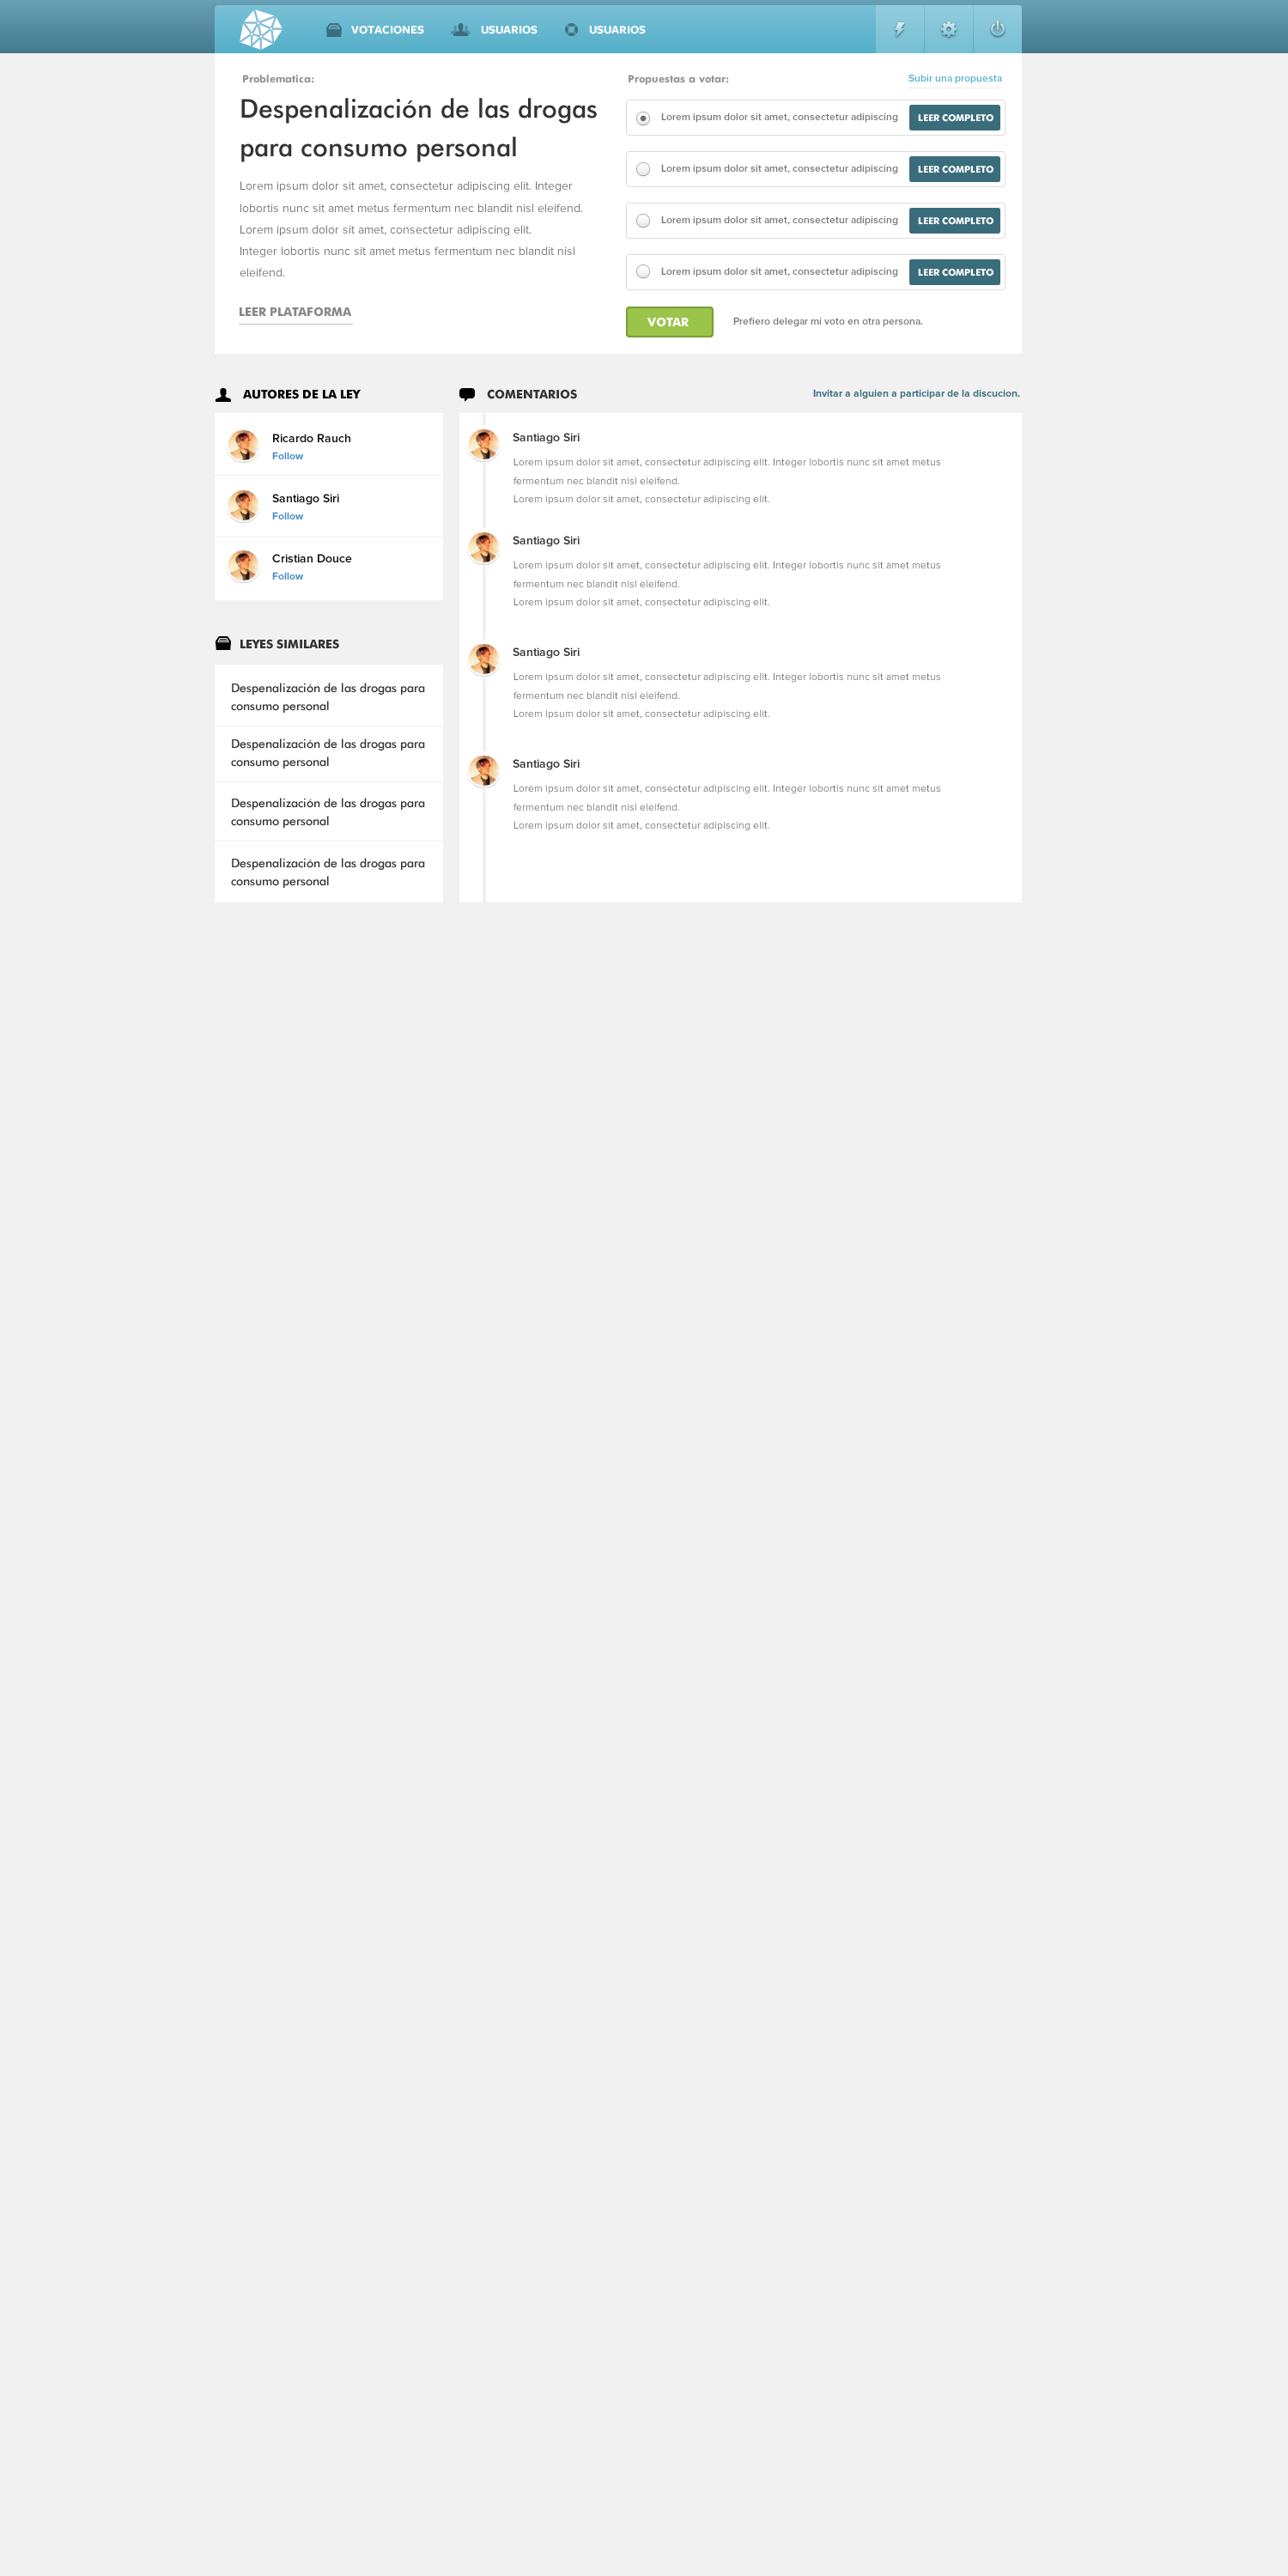 VOTACIONES USUARIOS USUARIOS
Problematica:
Despenalización de las drogas
para consumo personal
Lorem ipsum dolor sit amet, consectetur adipiscing elit. Integer
lobortis nunc sit amet metus fermentum nec blandit nisl eleifend.
Lorem ipsum dolor sit amet, consectetur adipiscing elit.
Integer lobortis nunc sit amet metus fermentum nec blandit nisl
eleifend.
LEER PLATAFORMA
Propuestas a votar: Subir una propuesta
Lorem ipsum dolor sit amet, consectetur adipiscing LEER COMPLETO
Lorem ipsum dolor sit amet, consectetur adipiscing LEER COMPLETO
Lorem ipsum dolor sit amet, consectetur adipiscing LEER COMPLETO
Lorem ipsum dolor sit amet, consectetur adipiscing LEER COMPLETO
VOTAR Prefiero delegar mi voto en otra persona.
AUTORES DE LA LEY
Ricardo Rauch
Follow
Santiago Siri
Follow
Cristian Douce
Follow
LEYES SIMILARES
Despenalización de las drogas para
consumo personal
Despenalización de las drogas para
consumo personal
Despenalización de las drogas para
consumo personal
Despenalización de las drogas para
consumo personal
COMENTARIOS Invitar a alguien a participar de la discucion.
Santiago Siri
Lorem ipsum dolor sit amet, consectetur adipiscing elit. Integer lobortis nunc sit amet metus
fermentum nec blandit nisl eleifend.
Lorem ipsum dolor sit amet, consectetur adipiscing elit.
Santiago Siri
Lorem ipsum dolor sit amet, consectetur adipiscing elit. Integer lobortis nunc sit amet metus
fermentum nec blandit nisl eleifend.
Lorem ipsum dolor sit amet, consectetur adipiscing elit.
Santiago Siri
Lorem ipsum dolor sit amet, consectetur adipiscing elit. Integer lobortis nunc sit amet metus
fermentum nec blandit nisl eleifend.
Lorem ipsum dolor sit amet, consectetur adipiscing elit.
Santiago Siri
Lorem ipsum dolor sit amet, consectetur adipiscing elit. Integer lobortis nunc sit amet metus
fermentum nec blandit nisl eleifend.
Lorem ipsum dolor sit amet, consectetur adipiscing elit.